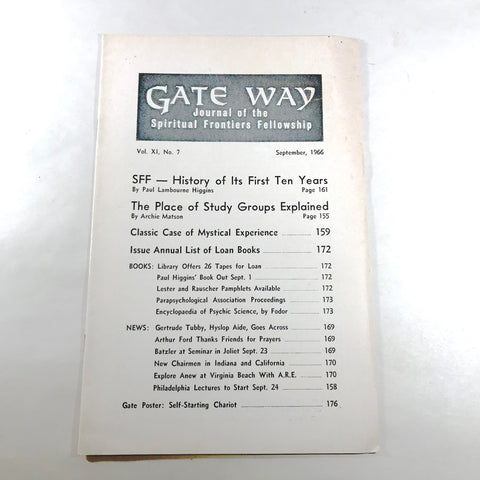 GATE WAY
Journal of the
Spiritual Frontiers Fellowship
Vol. XI, No. 7 September, 1966
SFF — History of Its First Ten Years
By Paul Lambourne Higgins Page 161
The Place of Study Groups Explained
By Archie Matson Page 155
Classic Case of Mystical Experience 159
Issue Annual List of Loan Books 172
BOOKS: Library Offers 26 Tapes for Loan 172
Paul Higgins' Book Out Sept. 1 172
Lester and Rauscher Pamphlets Available 172
Parapsychological Association Proceedings 173
Encyclopaedia of Psychic Science, by Fodor 173
NEWS: Gertrude Tubby, Hyslop Aide, Goes Across 169
Arthur Ford Thanks Friends for Prayers 169
Batzler at Seminar in Joliet Sept. 23 169
New Chairmen in Indiana and California 170
Explore Anew at Virginia Beach With A.R.E. 170
Philadelphia Lectures to Start Sept. 24 158
Gate Poster: Self-Starting Chariot 176